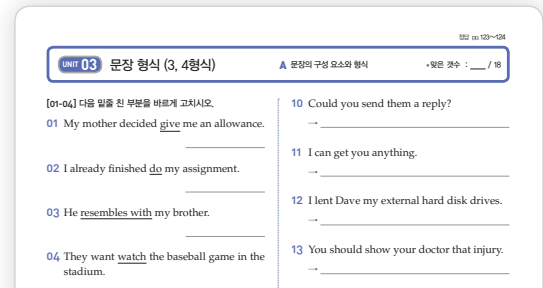 정답 pp. 123~124
UNIT 03 문장 형식 (3, 4형식)
A 문장의 구성 요소와 형식
•맞은 갯수 : ___ / 18
[01-04] 다음 밑줄 친 부분을 바르게 고치시오.
01 My mother decided give me an allowance.
02 I already finished do my assignment.
03 He resembles with my brother.
04 They want watch the baseball game in the
stadium.
10 Could you send them a reply?
→
11 I can get you anything.
→
12 I lent Dave my external hard disk drives.
→
13 You should show your doctor that injury.
→